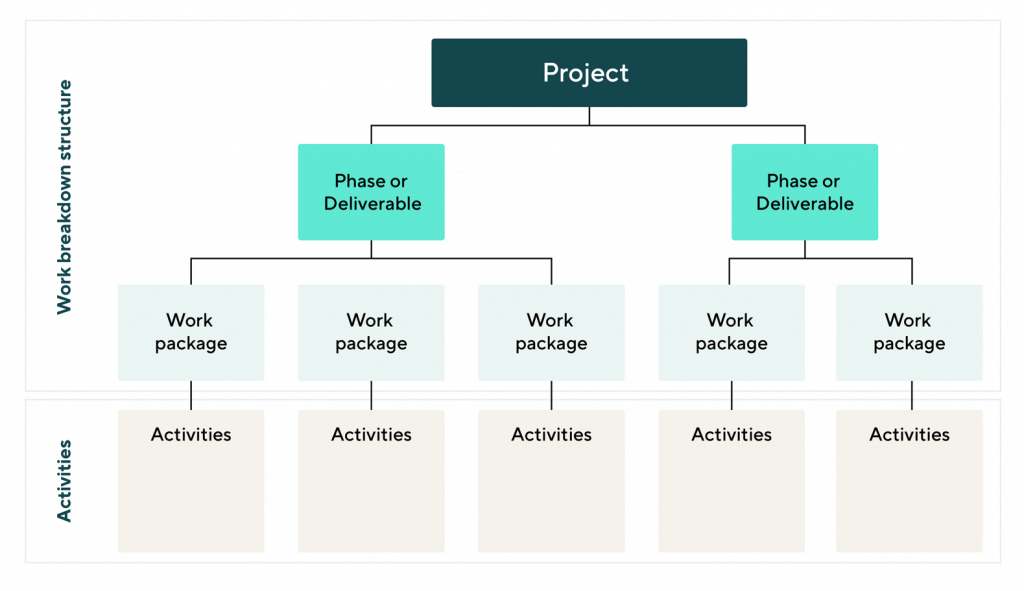 Work breakdown structure
Project
Phase or
Deliverable
Phase or
Deliverable
Work
package
Work
package
Work
package
Work
package
Work
package
Activities
Activities
Activities
Activities
Activities
Activities